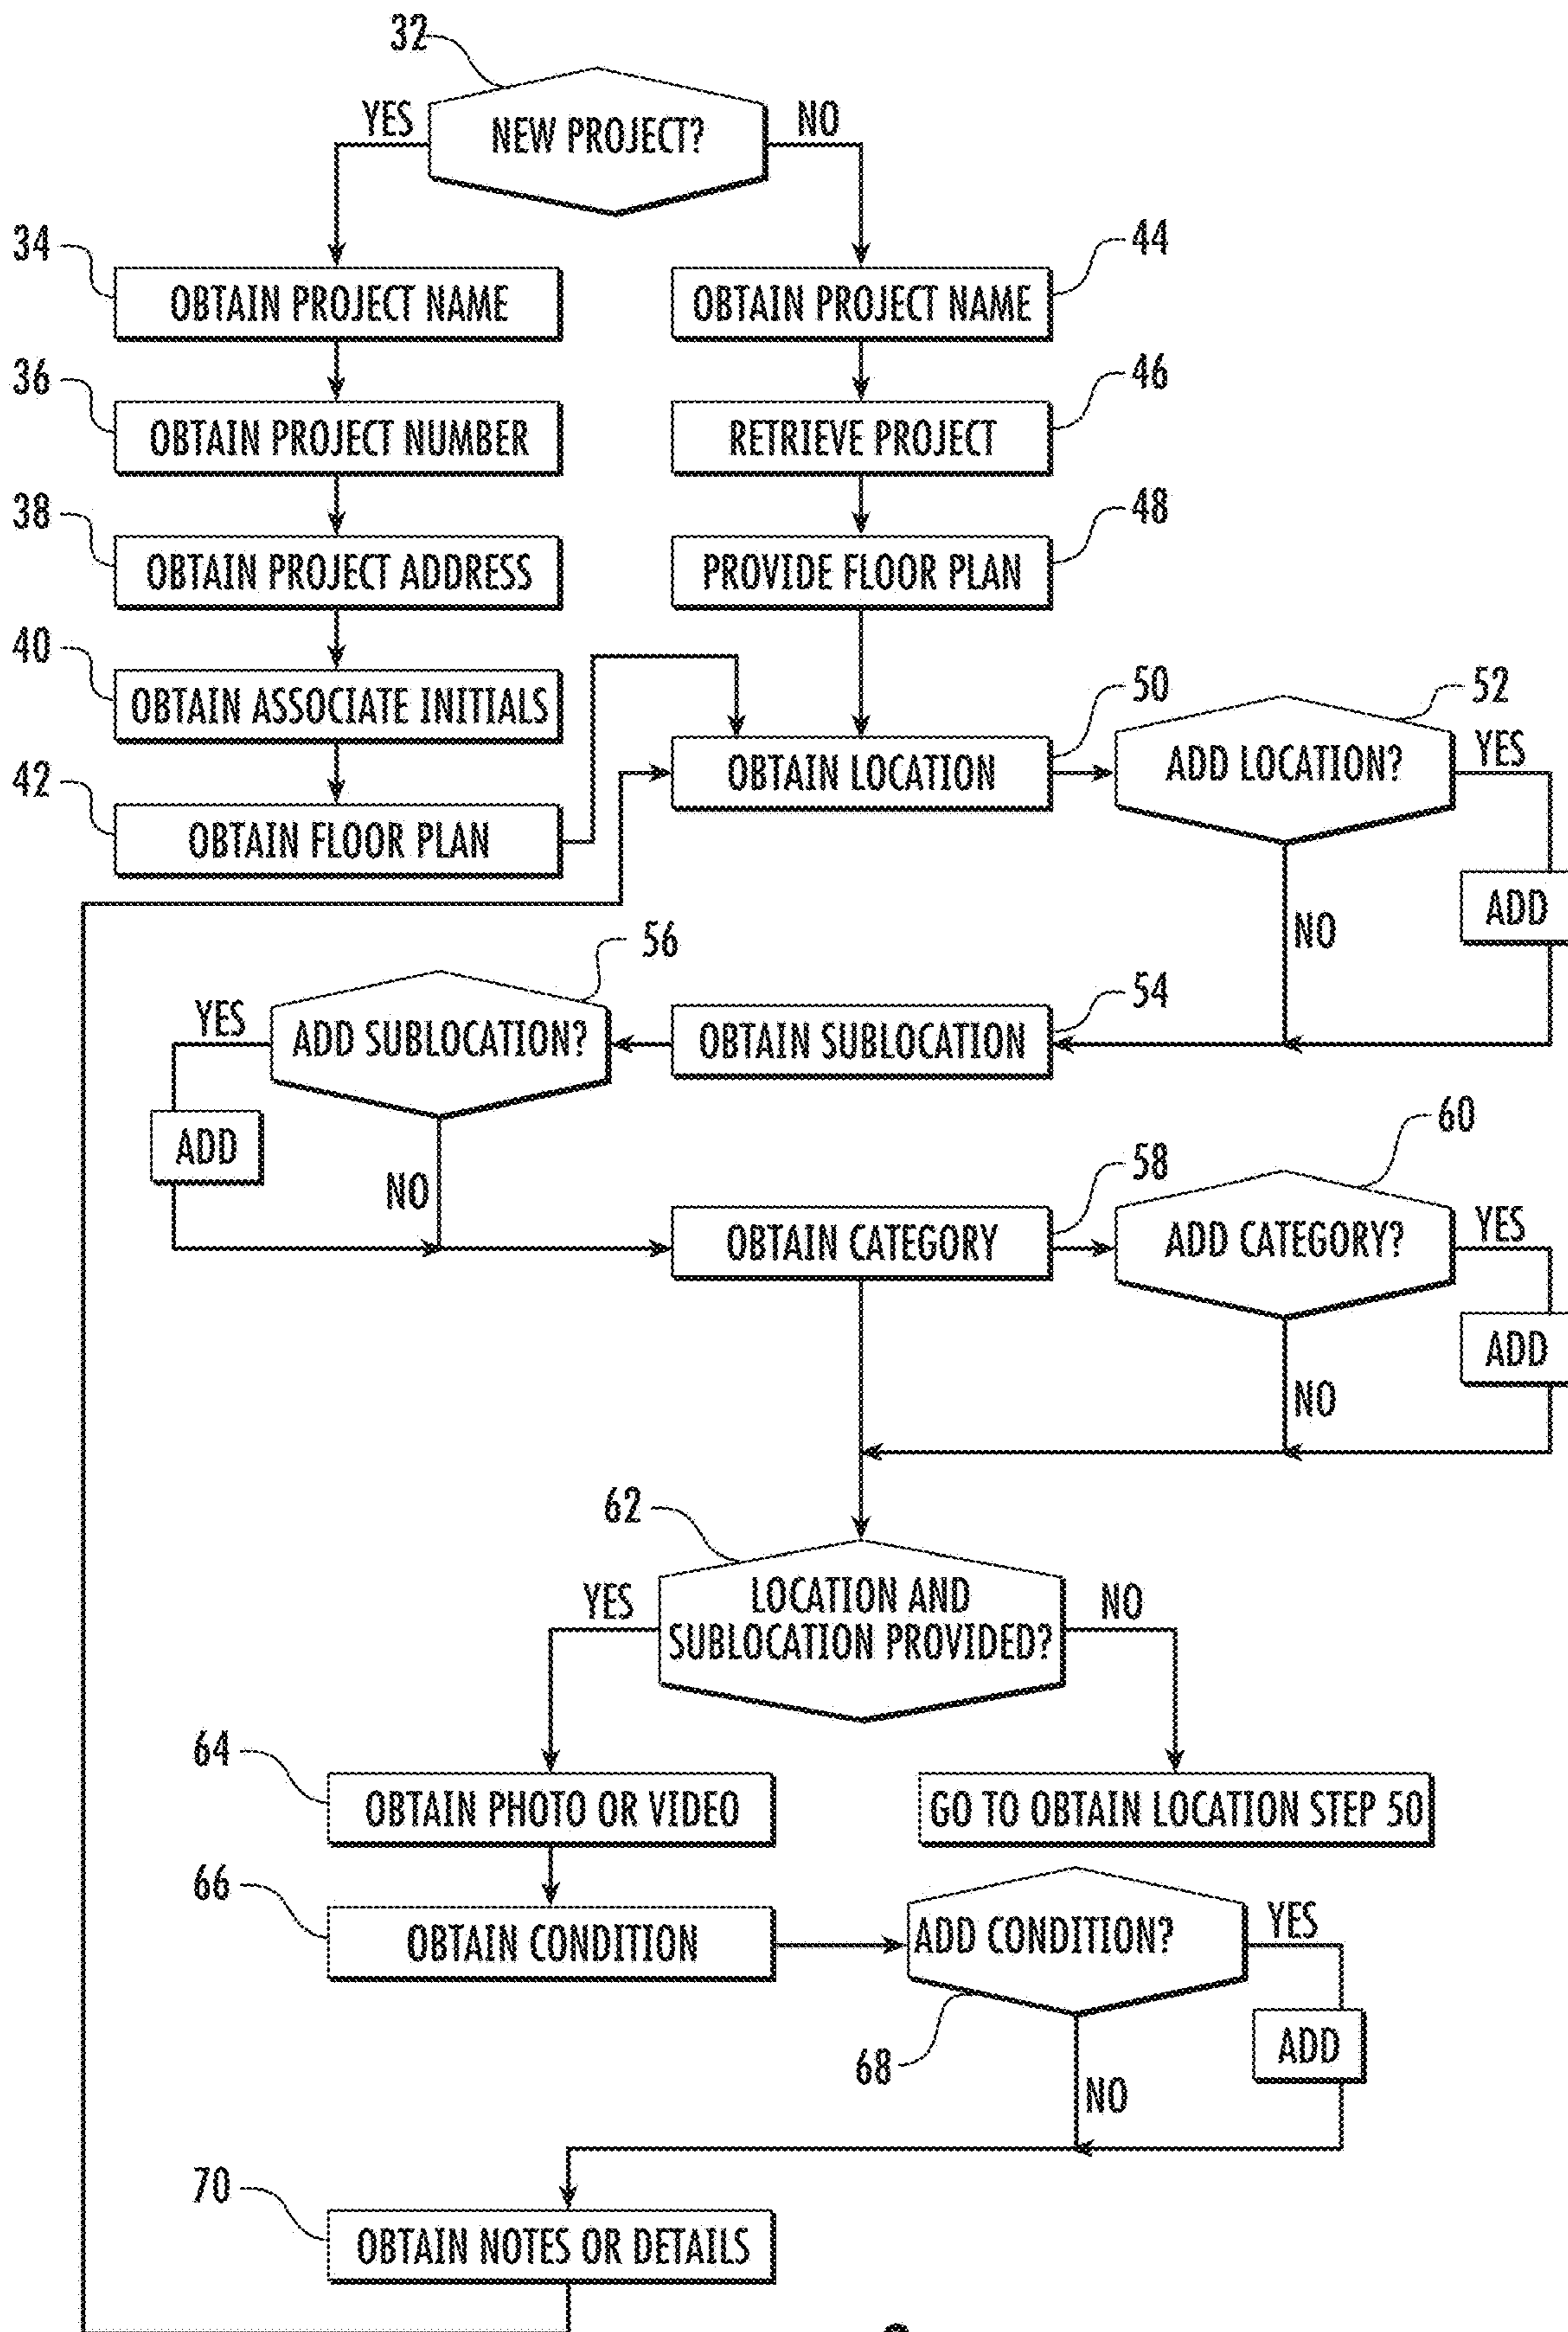 32
YES
NEW PROJECT?
NO
34
OBTAIN PROJECT NAME
44
OBTAIN PROJECT NAME
36
OBTAIN PROJECT NUMBER
46
RETRIEVE PROJECT
38
OBTAIN PROJECT ADDRESS
48
PROVIDE FLOOR PLAN
40
OBTAIN ASSOCIATE INITIALS
42
OBTAIN FLOOR PLAN
50
OBTAIN LOCATION
52
ADD LOCATION?
YES
ADD
NO
54
OBTAIN SUBLOCATION
56
ADD SUBLOCATION?
YES
ADD
NO
58
OBTAIN CATEGORY
60
ADD CATEGORY?
YES
ADD
NO
62
LOCATION AND
SUBLOCATION PROVIDED?
YES
NO
64
OBTAIN PHOTO OR VIDEO
GO TO OBTAIN LOCATION STEP 50
66
OBTAIN CONDITION
ADD CONDITION?
68
YES
ADD
NO
70
OBTAIN NOTES OR DETAILS